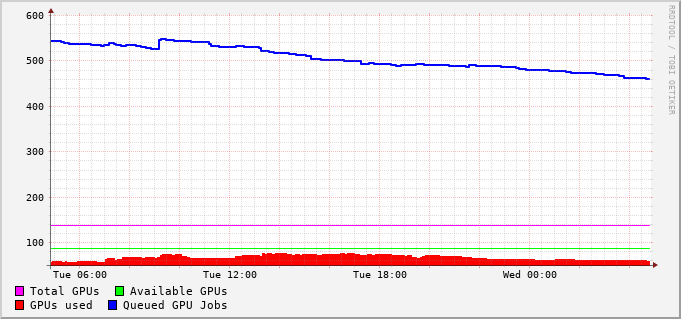 600
500
400
300
200
100
Tue 06:00 Tue 12:00 Tue 18:00 Wed 00:00
Total GPUs Available GPUs
GPUs used Queued GPU Jobs
RRDTOOL / TOBI OETIKER